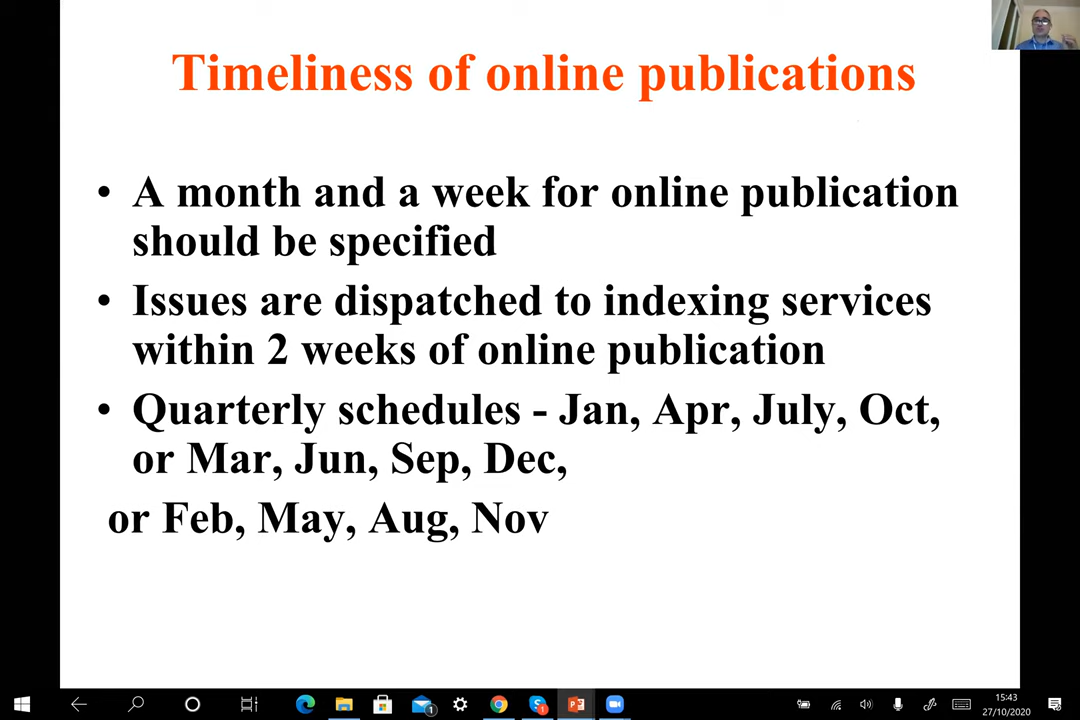 Timeliness of online publications
• A month and a week for online publication
should be specified
• Issues are dispatched to indexing services
within 2 weeks of online publication
• Quarterly schedules - Jan, Apr, July, Oct,
or Mar, Jun, Sep, Dec,
or Feb, May, Aug, Nov
1
1
15:43
27/10/2020